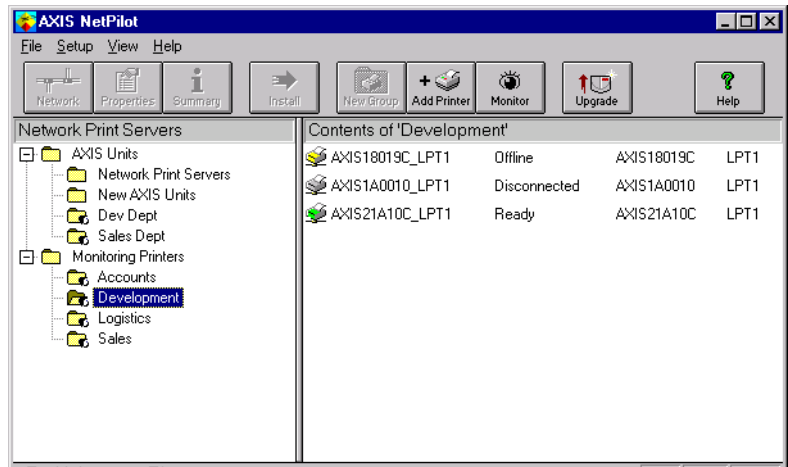 AXIS NetPilot
File Setup View Help
Network Properties Summary Install New Group Add Printer Monitor Upgrade Help
Network Print Servers
Contents of 'Development'
AXIS Units
Network Print Servers
New AXIS Units
Dev Dept
Sales Dept
Monitoring Printers
Accounts
Development
Logistics
Sales
AXIS18019C_LPT1 Offline AXIS18019C LPT1
AXIS1A0010_LPT1 Disconnected AXIS1A0010 LPT1
AXIS21A10C_LPT1 Ready AXIS21A10C LPT1